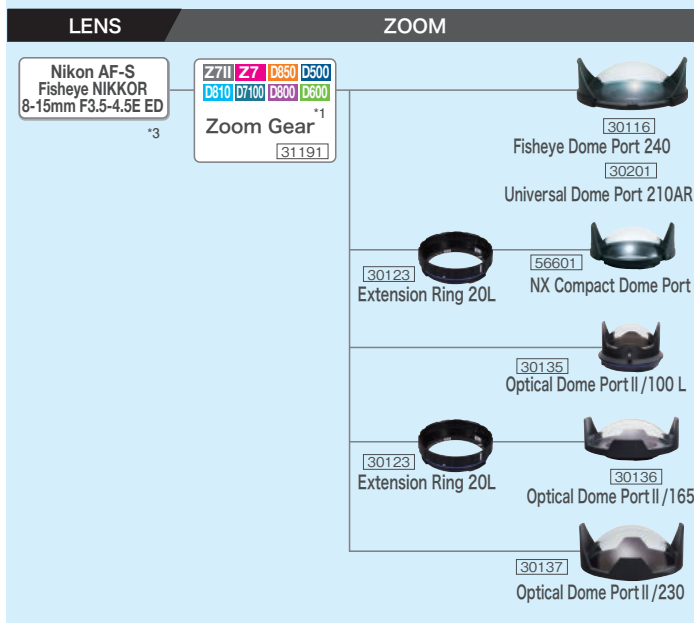 LENS
ZOOM
Nikon AF-S
Fisheye NIKKOR
8-15mm F3.5-4.5E ED
*3
Z7II Z7 D850 D500
D810 D7100 D800 D600
Zoom Gear*1
31191
30116
Fisheye Dome Port 240
30201
Universal Dome Port 210AR
30123
Extension Ring 20L
56601
NX Compact Dome Port
30135
Optical Dome Port II /100 L
30123
Extension Ring 20L
30136
Optical Dome Port II /165
30137
Optical Dome Port II /230